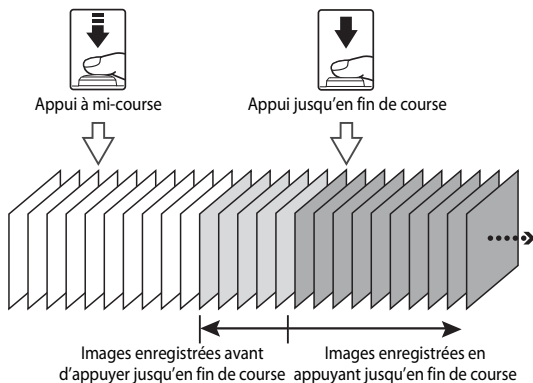 Appui à mi-course
Appui jusqu'en fin de course
Images enregistrées avant
d'appuyer jusqu'en fin de course
Images enregistrées en
appuyant jusqu'en fin de course